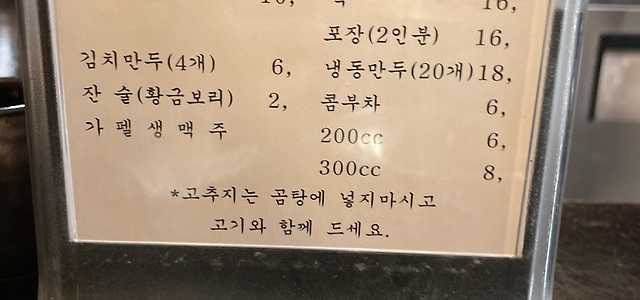 포장(2인분) 16,
김치만두(4개) 6, 냉동만두(20개)18,
잔 술(황금보리) 2, 콤부차 6,
가 펠 생 맥 주 200cc 6,
300cc 8,
*고추지는 곰탕에 넣지마시고
고기와 함께 드세요.